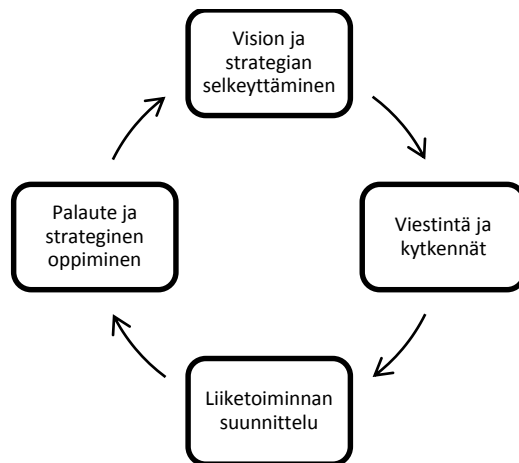 Vision ja
strategian
selkeyttäminen
Palaute ja
strateginen
oppiminen
Viestintä ja
kytkennät
Liiketoiminnan
suunnittelu